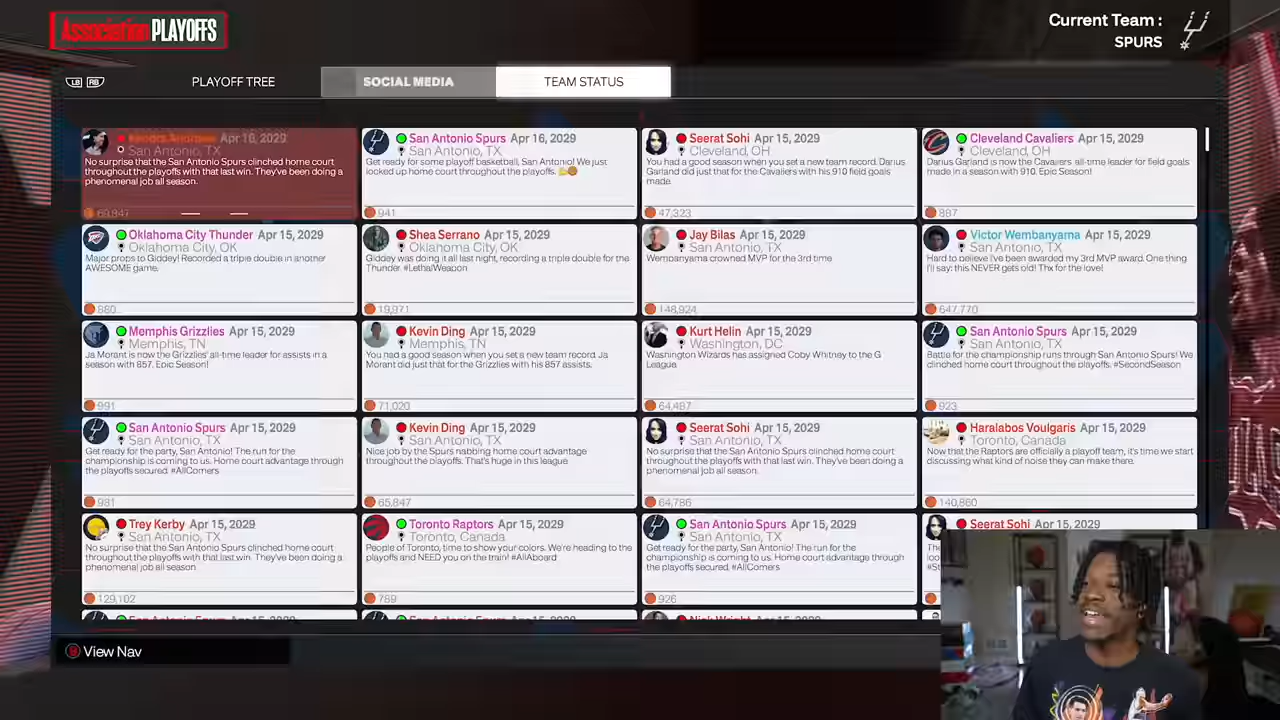 Association PLAYOFFS
Current Team :
SPURS
LB RB
PLAYOFF TREE
SOCIAL MEDIA
TEAM STATUS
Apr 16, 2029
San Antonio, TX
No surprise that the San Antonio Spurs clinched home court
throughout the playoffs with that last win. They've been doing a
phenomenal job all season.
69,847
San Antonio Spurs Apr 16, 2029
San Antonio, TX
Get ready for some playoff basketball, San Antonio! We just
locked up home court throughout the playoffs.
941
Seerat Sohi Apr 15, 2029
Cleveland, OH
You had a good season when you set a new team record. Darius
Garland did just that for the Cavaliers with his 910 field goals
made.
47,323
Cleveland Cavaliers Apr 15, 2029
Cleveland, OH
Darius Garland is now the Cavaliers all-time leader for field goals
made in a season with 910. Epic Season!
887
Oklahoma City Thunder Apr 15, 2029
Oklahoma City, OK
Major props to Giddey! Recorded a triple double in another
AWESOME game.
860
Shea Serrano Apr 15, 2029
Oklahoma City, OK
Giddey was doing it all last night, recording a triple double for the
Thunder. #LethalWeapon
19,971
Jay Bilas Apr 15, 2029
San Antonio, TX
Wembanyama crowned MVP for the 3rd time
148,924
Victor Wembanyama Apr 15, 2029
San Antonio, TX
Hard to believe I've been awarded my 3rd MVP award. One thing
I'll say: this NEVER gets old! Thx for the love!
647,770
Memphis Grizzlies Apr 15, 2029
Memphis, TN
Ja Morant is now the Grizzlies' all-time leader for assists in a
season with 857. Epic Season!
991
Kevin Ding Apr 15, 2029
Memphis, TN
You had a good season when you set a new team record. Ja
Morant did just that for the Grizzlies with his 857 assists.
71,020
Kurt Helin Apr 15, 2029
Washington, DC
Washington Wizards has assigned Coby Whitney to the G
League
64,487
San Antonio Spurs Apr 15, 2029
San Antonio, TX
Battle for the championship runs through San Antonio Spurs! We
clinched home court throughout the playoffs. #SecondSeason
923
San Antonio Spurs Apr 15, 2029
San Antonio, TX
Get ready for the party, San Antonio! The run for the
championship is coming to us. Home court advantage through
the playoffs secured. #AllComers
981
Kevin Ding Apr 15, 2029
San Antonio, TX
Nice job by the Spurs nabbing home court advantage
throughout the playoffs. That's huge in this league
65,847
Seerat Sohi Apr 15, 2029
San Antonio, TX
No surprise that the San Antonio Spurs clinched home court
throughout the playoffs with that last win. They've been doing a
phenomenal job all season.
64,786
Haralabos Voulgaris Apr 15, 2029
Toronto, Canada
Now that the Raptors are officially a playoff team, it's time we start
discussing what kind of noise they can make there.
140,860
Trey Kerby Apr 15, 2029
San Antonio, TX
No surprise that the San Antonio Spurs clinched home court
throughout the playoffs with that last win. They've been doing a
phenomenal job all season.
129,102
Toronto Raptors Apr 15, 2029
Toronto, Canada
People of Toronto, time to show your colors. We're heading to the
playoffs and NEED you on the train! #AllAboard
789
San Antonio Spurs Apr 15, 2029
San Antonio, TX
Get ready for the party, San Antonio! The run for the
championship is coming to us. Home court advantage through
the playoffs secured. #AllComers
926
Seerat Sohi Apr 15, 2029
San Antonio Spurs Apr 15, 2029
San Antonio Spurs Apr 15, 2029
Nick Wright Apr 15, 2029
B View Nav